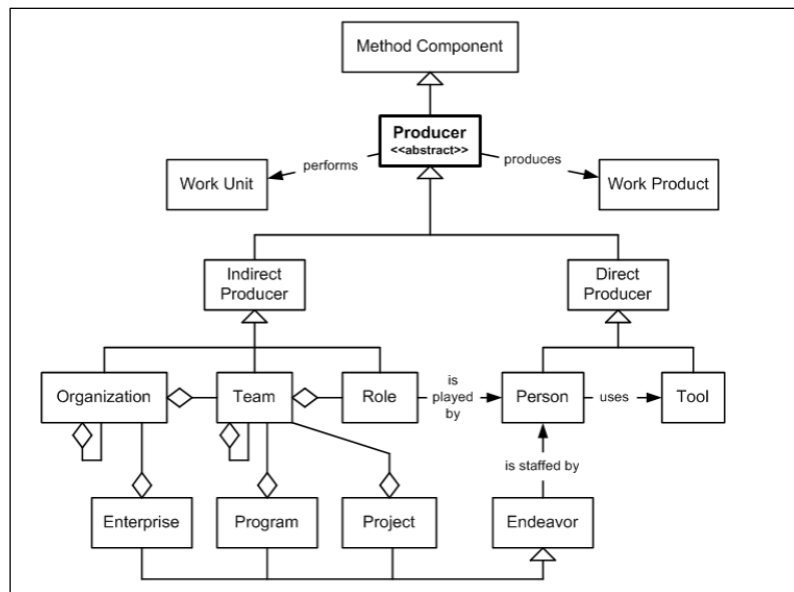 Method Component
Producer
<<abstract>>
performs
produces
Work Unit
Work Product
Indirect
Producer
Direct
Producer
Organization
Team
Role
is
played
by
Person
uses
Tool
is staffed by
Enterprise
Program
Project
Endeavor